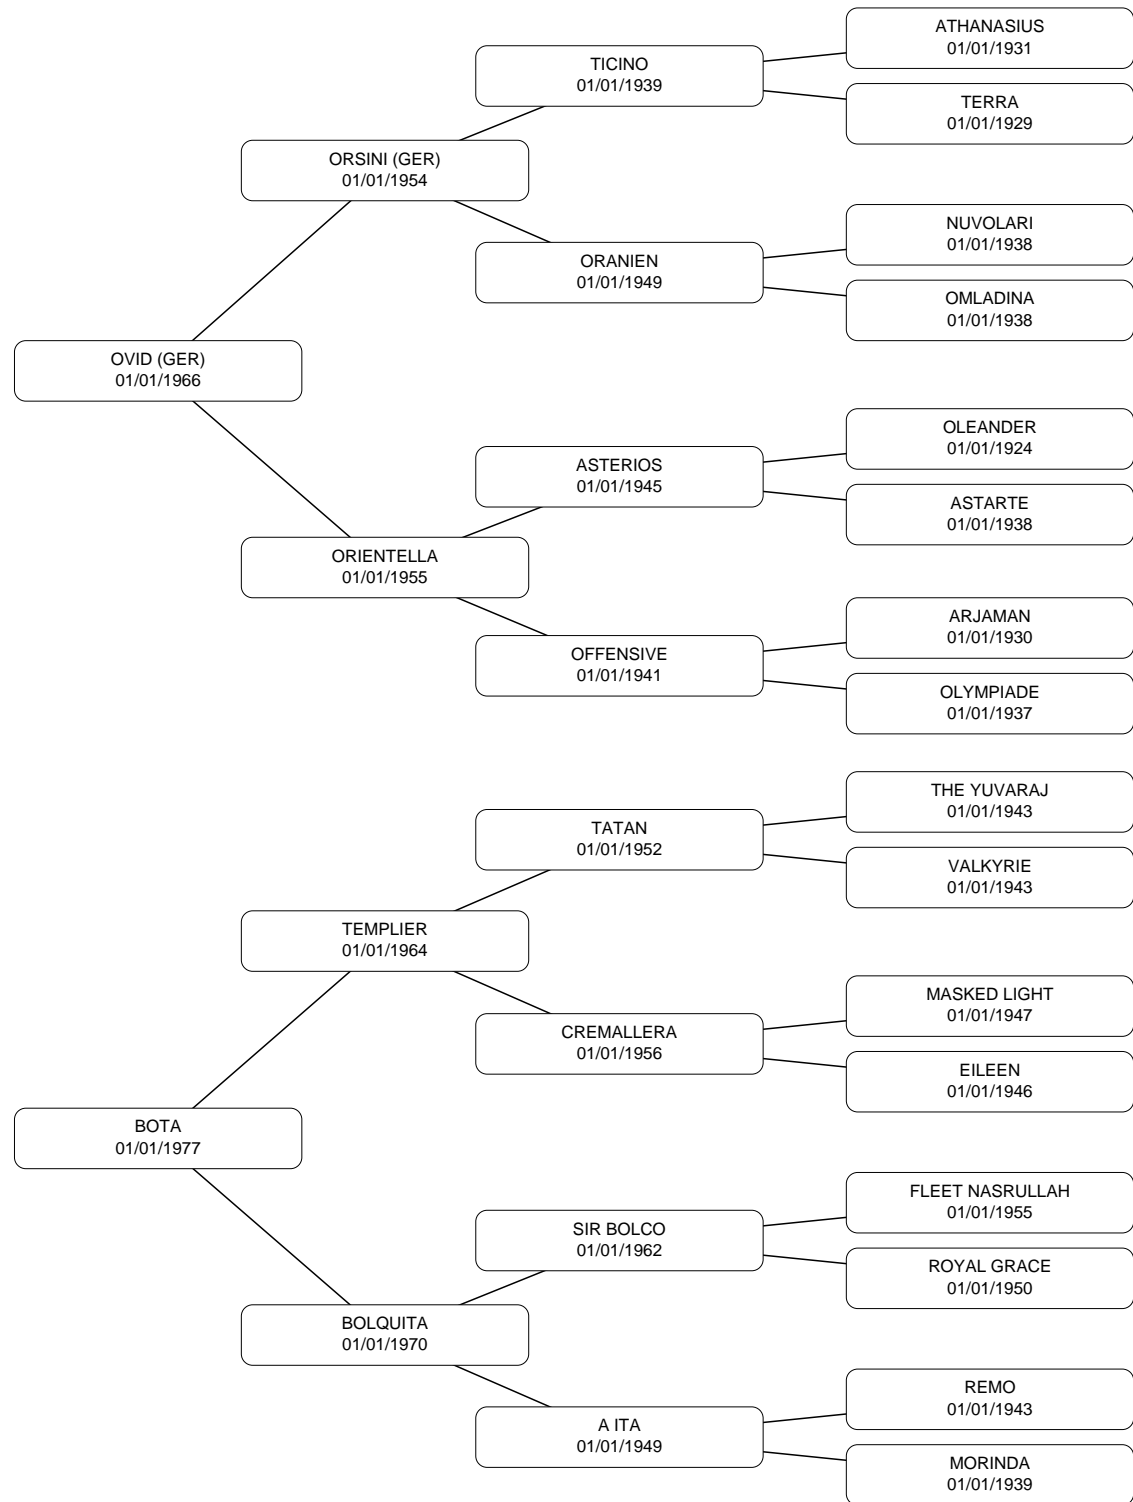 ATHANASIUS
01/01/1931
TICINO
01/01/1939
TERRA
01/01/1929
ORSINI (GER)
01/01/1954
NUVOLARI
01/01/1938
ORANIEN
01/01/1949
OMLADINA
01/01/1938
OVID (GER)
01/01/1966
OLEANDER
01/01/1924
ASTERIOS
01/01/1945
ASTARTE
01/01/1938
ORIENTELLA
01/01/1955
ARJAMAN
01/01/1930
OFFENSIVE
01/01/1941
OLYMPIADE
01/01/1937
THE YUVARAJ
01/01/1943
TATAN
01/01/1952
VALKYRIE
01/01/1943
TEMPLIER
01/01/1964
MASKED LIGHT
01/01/1947
CREMALLERA
01/01/1956
EILEEN
01/01/1946
BOTA
01/01/1977
FLEET NASRULLAH
01/01/1955
SIR BOLCO
01/01/1962
ROYAL GRACE
01/01/1950
BOLQUITA
01/01/1970
REMO
01/01/1943
A ITA
01/01/1949
MORINDA
01/01/1939